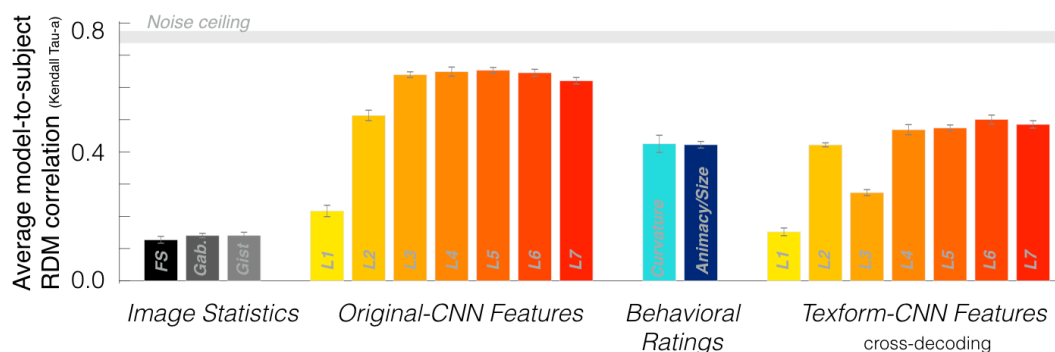 Average model-to-subject
RDM correlation (Kendall Tau-a)
0.8
0.4
0.0
Noise ceiling
FS
Gab.
Gist
L1
L2
L3
L4
L5
L6
L7
Curvature
Animacy/Size
L1
L2
L3
L4
L5
L6
L7
Image Statistics
Original-CNN Features
Behavioral
Ratings
Texform-CNN Features
cross-decoding